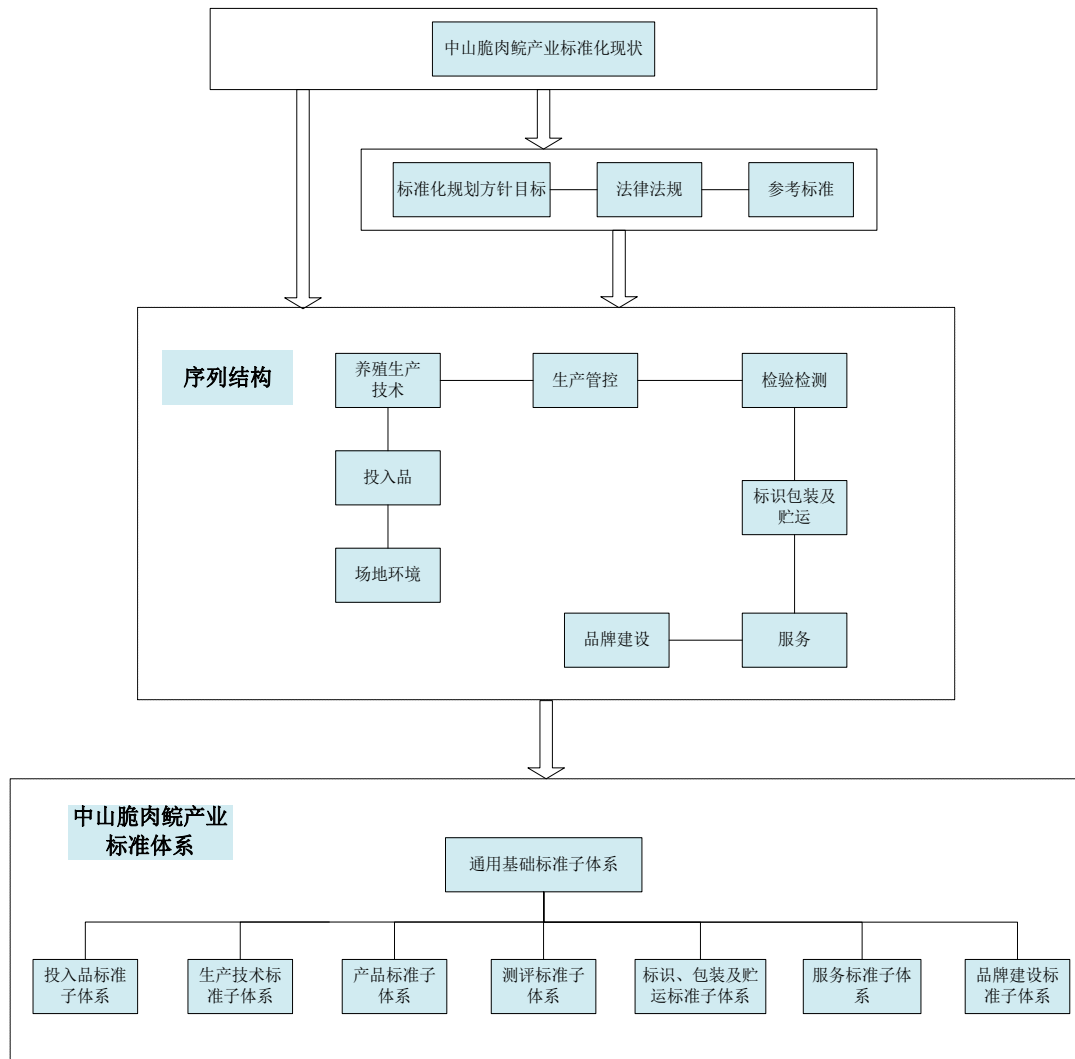 中山脆肉鲩产业标准化现状
标准化规划方针目标
法律法规
参考标准
序列结构
养殖生产
技术
生产管控
检验检测
投入品
标识包装及
贮运
场地环境
品牌建设
服务
中山脆肉鲩产业
标准体系
通用基础标准子体系
投入品标准
子体系
生产技术标
准子体系
产品标准子
体系
测评标准子
体系
标识、包装及贮
运标准子体系
服务标准子体
系
品牌建设标
准子体系